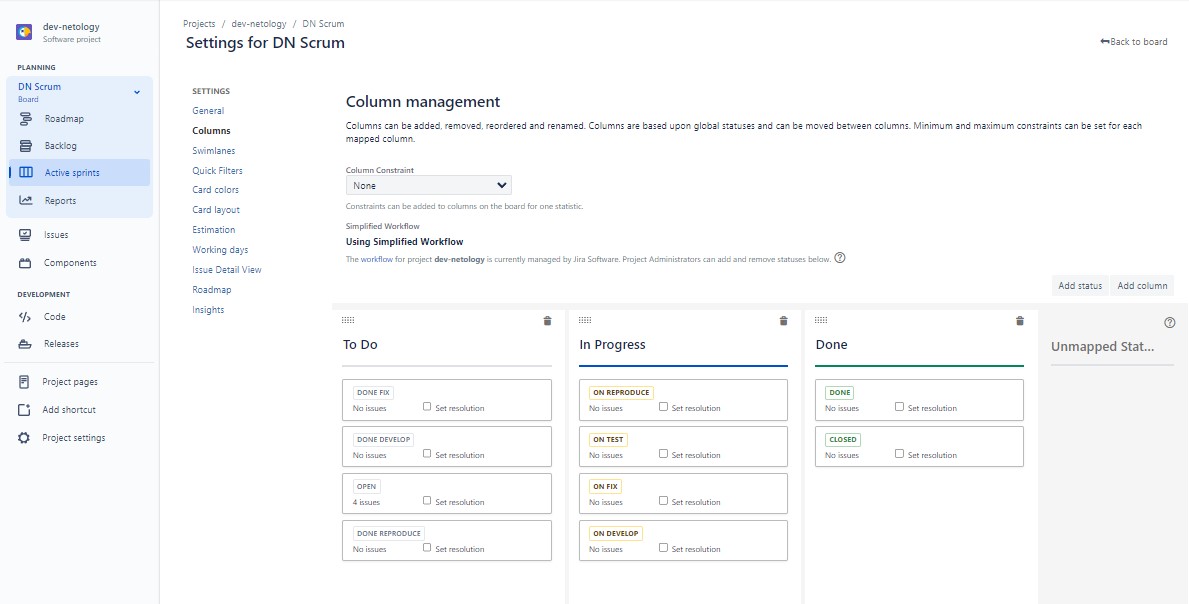 dev-netology
Software project
PLANNING
DN Scrum
Board
Roadmap
Backlog
Active sprints
Reports
Issues
Components
DEVELOPMENT
Code
Releases
Project pages
Add shortcut
Project settings
Projects / dev-netology / DN Scrum
Settings for DN Scrum
Back to board
SETTINGS
General
Columns
Swimlanes
Quick Filters
Card colors
Card layout
Estimation
Working days
Issue Detail View
Roadmap
Insights
Column management
Columns can be added, removed, reordered and renamed. Columns are based upon global statuses and can be moved between columns. Minimum and maximum constraints can be set for each
mapped column.
Column Constraint
None
Constraints can be added to columns on the board for one statistic.
Simplified Workflow
Using Simplified Workflow
The workflow for project dev-netology is currently managed by Jira Software. Project Administrators can add and remove statuses below.
Add status Add column
To Do
DONE FIX
No issues Set resolution
DONE DEVELOP
No issues Set resolution
OPEN
4 issues Set resolution
DONE REPRODUCE
No issues Set resolution
In Progress
ON REPRODUCE
No issues Set resolution
ON TEST
No issues Set resolution
ON FIX
No issues Set resolution
ON DEVELOP
No issues Set resolution
Done
DONE
No issues Set resolution
CLOSED
No issues Set resolution
Unmapped Stat...